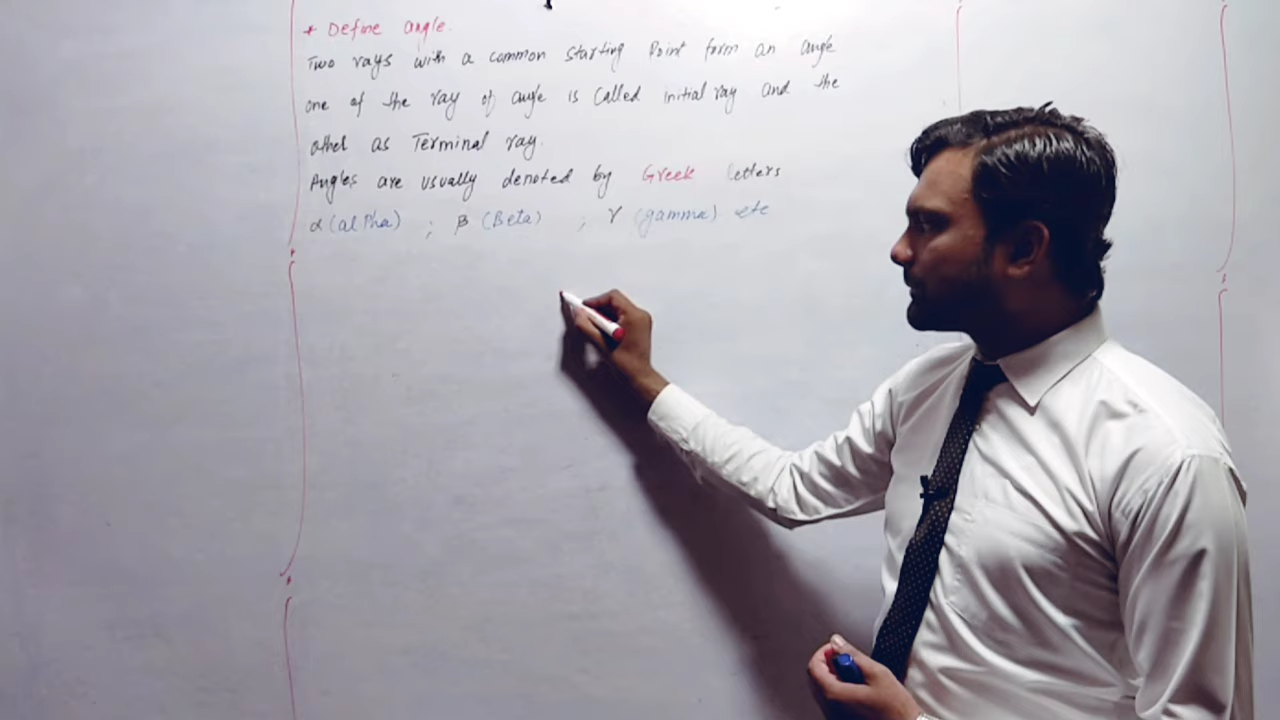 * Define angle.
Two rays with a common starting Point form an angle
one of the ray of angle is called initial ray and the
other as Terminal ray.
Angles are usually denoted by Greek letters
α (alPha) ; β (Beta) ; γ (gamma) etc